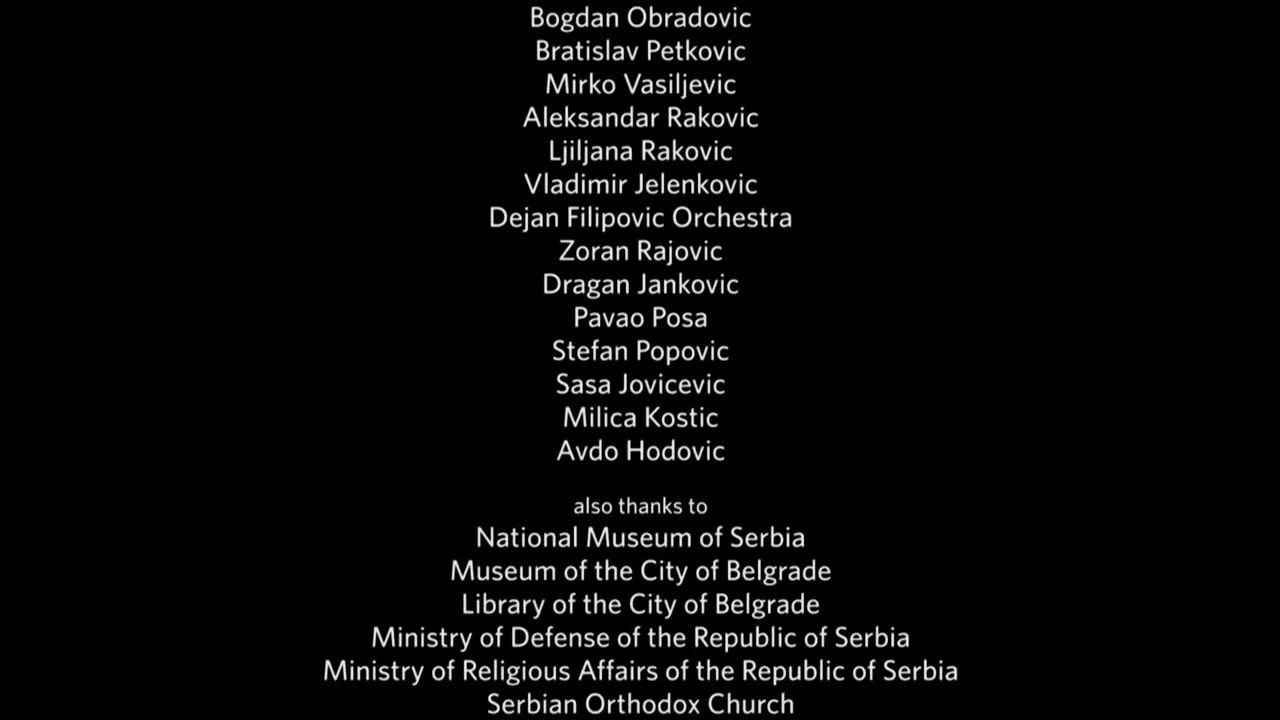 Bogdan Obradovic
Bratislav Petkovic
Mirko Vasiljevic
Aleksandar Rakovic
Ljiljana Rakovic
Vladimir Jelenkovic
Dejan Filipovic Orchestra
Zoran Rajovic
Dragan Jankovic
Pavao Posa
Stefan Popovic
Sasa Jovicevic
Milica Kostic
Avdo Hodovic
also thanks to
National Museum of Serbia
Museum of the City of Belgrade
Library of the City of Belgrade
Ministry of Defense of the Republic of Serbia
Ministry of Religious Affairs of the Republic of Serbia
Serbian Orthodox Church